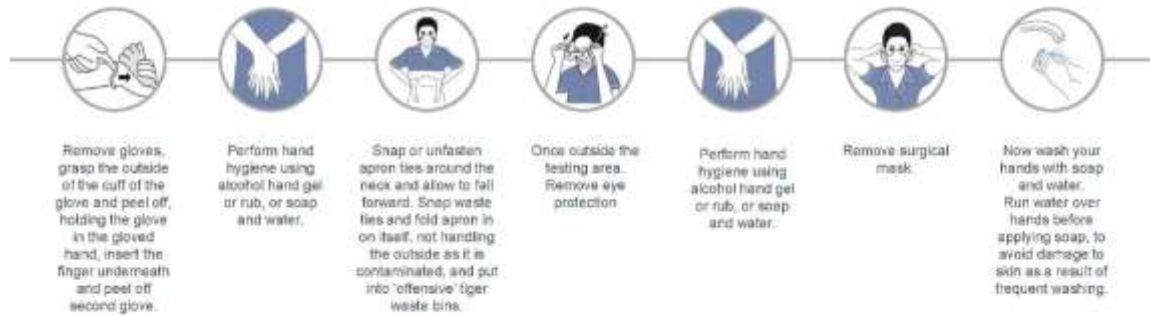 Remove gloves,
grasp the outside
of the cuff of the
glove and peel off,
holding the glove
in the gloved
hand, insert the
finger underneath
and peel off
second glove.
Perform hand
hygiene using
alcohol hand gel
or rub, or soap
and water.
Snap or unfasten
apron ties around the
neck and allow to fall
forward. Snap waste
ties and fold apron in
on itself, not handling
the outside as it is
contaminated, and put
into 'offensive' tiger
waste bins.
Once outside the
testing area.
Remove eye
protection
Perform hand
hygiene using
alcohol hand gel
or rub, or soap
and water.
Remove surgical
mask
Now wash your
hands with soap
and water.
Run water over
hands before
applying soap, to
avoid damage to
skin as a result of
frequent washing.